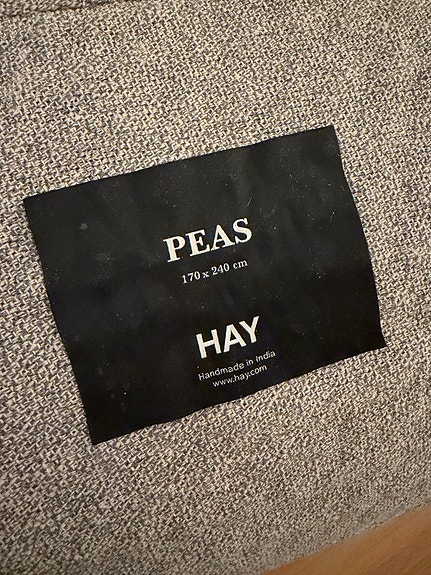 PEAS
170 x 240 cm
HAY
Handmade in India
www.hay.com